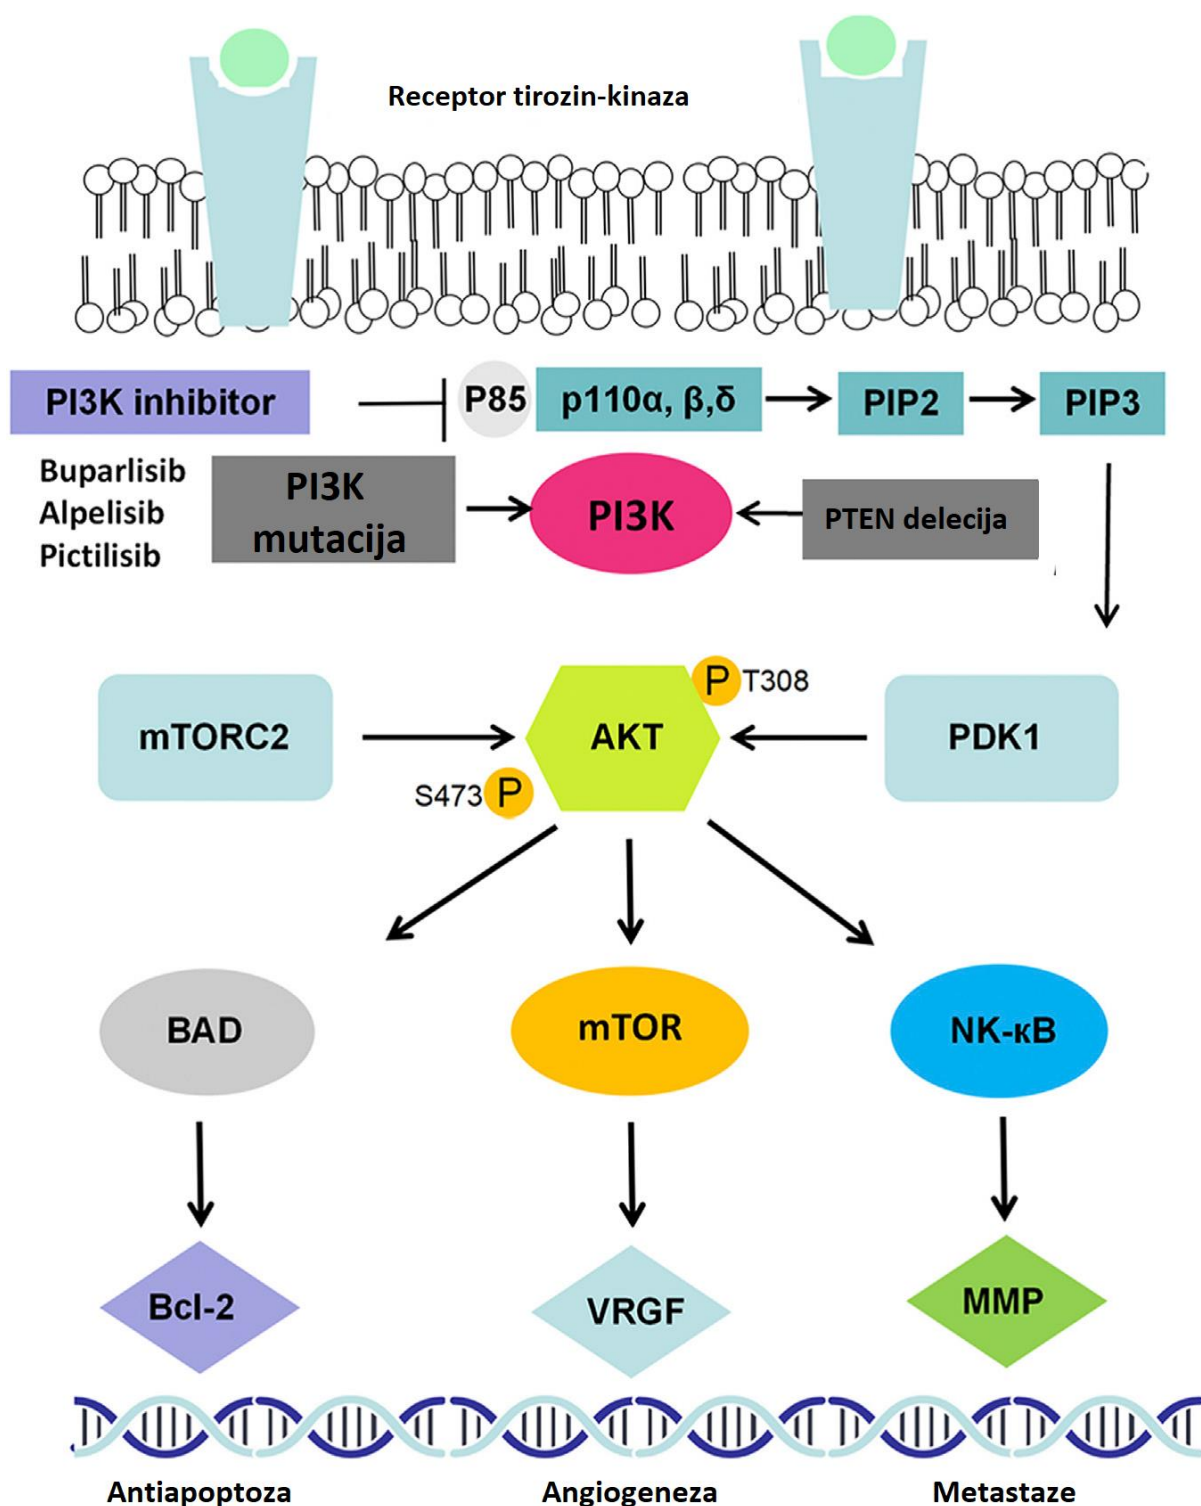 Receptor tirozin-kinaza
PI3K inhibitor
P85
p110α, β,δ
PIP2
PIP3
Buparlisib
Alpelisib
Pictilisib
PI3K
mutacija
PI3K
PTEN delecija
P T308
mTORC2
AKT
PDK1
S473 P
BAD
mTOR
NK-κB
Bcl-2
VRGF
MMP
Antiapoptoza
Angiogeneza
Metastaze